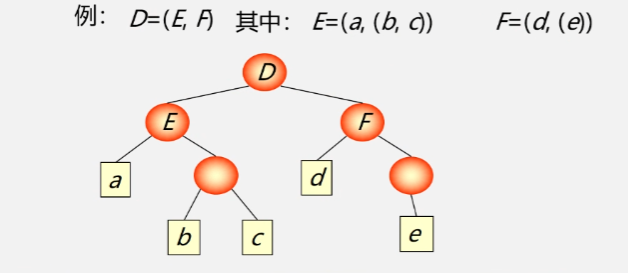 例： D=(E, F) 其中： E=(a, (b, c)) F=(d, (e))
D
E F
a d
b c e